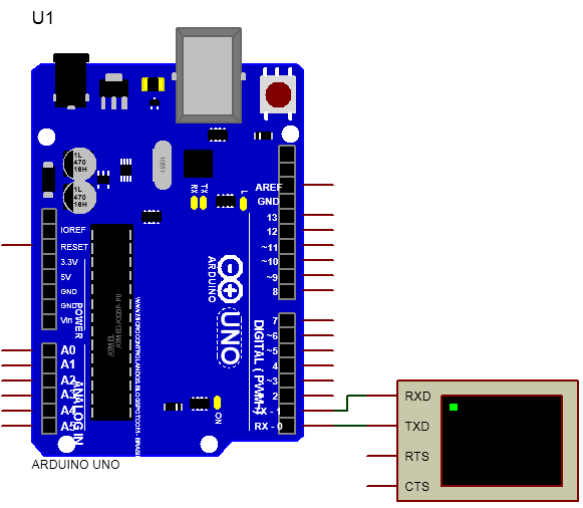 U1
1L
470
16H
1L
470
16H
RX
TX
L
AREF
GND
13
12
~11
~10
~9
8
IOREF
RESET
3.3V
5V
GND
GND
Vin
POWER
ARDUINO
UNO
7
~6
~5
4
~3
2
TX - 1
RX - 0
DIGITAL (PWM~)
A0
A1
A2
A3
A4
A5
ANALOG IN
ATMEL
ON
ARDUINO UNO
RXD
TXD
RTS
CTS